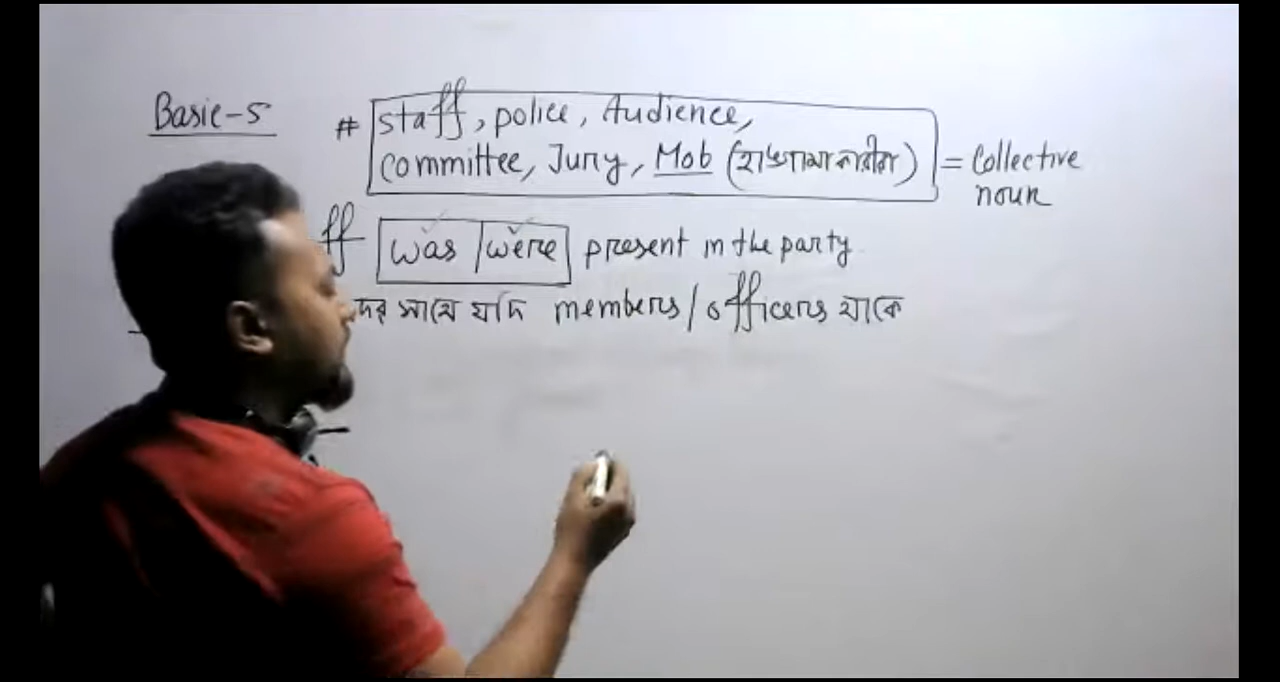 Basic-5
# staff, police, Audience,
committee, Jury, Mob (হাঙ্গামাকারীরা) = Collective noun
ff was/were present in the party
দের সাথে যদি members/officers থাকে